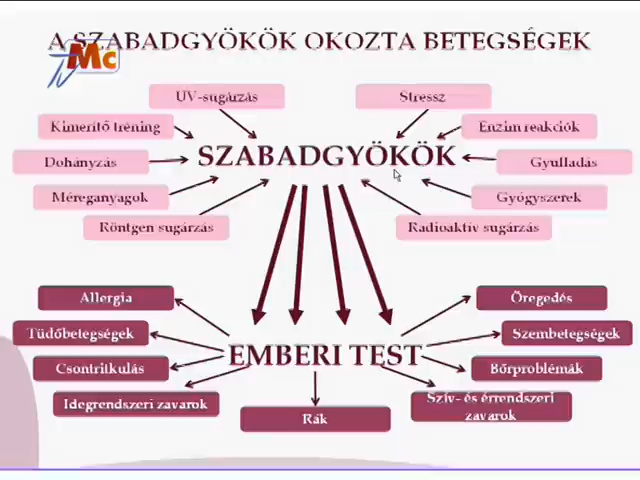 A SZABADGYÖKÖK OKOZTA BETEGSÉGEK
TV Mc
UV-sugárzás
Stressz
Kimerítő tréning
Enzim reakciók
SZABADGYÖKÖK
Dohányzás
Gyulladás
Méreganyagok
Gyógyszerek
Röntgen sugárzás
Radioaktív sugárzás
Allergia
Öregedés
Tüdőbetegségek
Szembetegségek
EMBERI TEST
Csontritkulás
Bőrproblémák
Idegrendszeri zavarok
Szív- és érrendszeri
zavarok
Rák